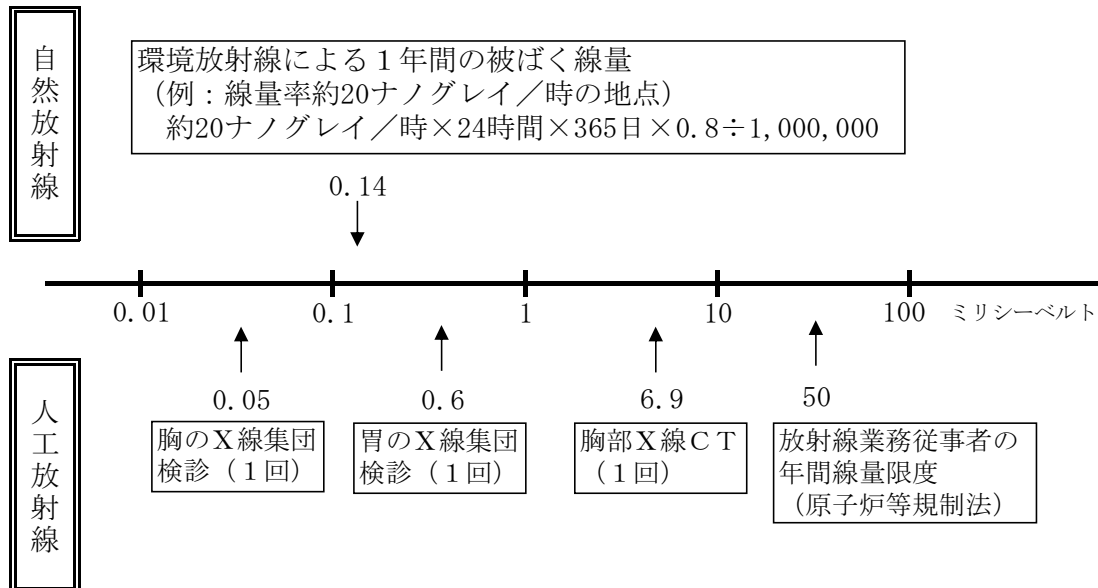 自然放射線
環境放射線による１年間の被ばく線量
（例：線量率約20ナノグレイ／時の地点）
約20ナノグレイ／時×24時間×365日×0.8÷1,000,000
0.14
0.01
0.1
1
10
100
ミリシーベルト
人工放射線
0.05
胸のＸ線集団
検診（１回）
0.6
胃のＸ線集団
検診（１回）
6.9
胸部Ｘ線ＣＴ
（１回）
50
放射線業務従事者の
年間線量限度
（原子炉等規制法）